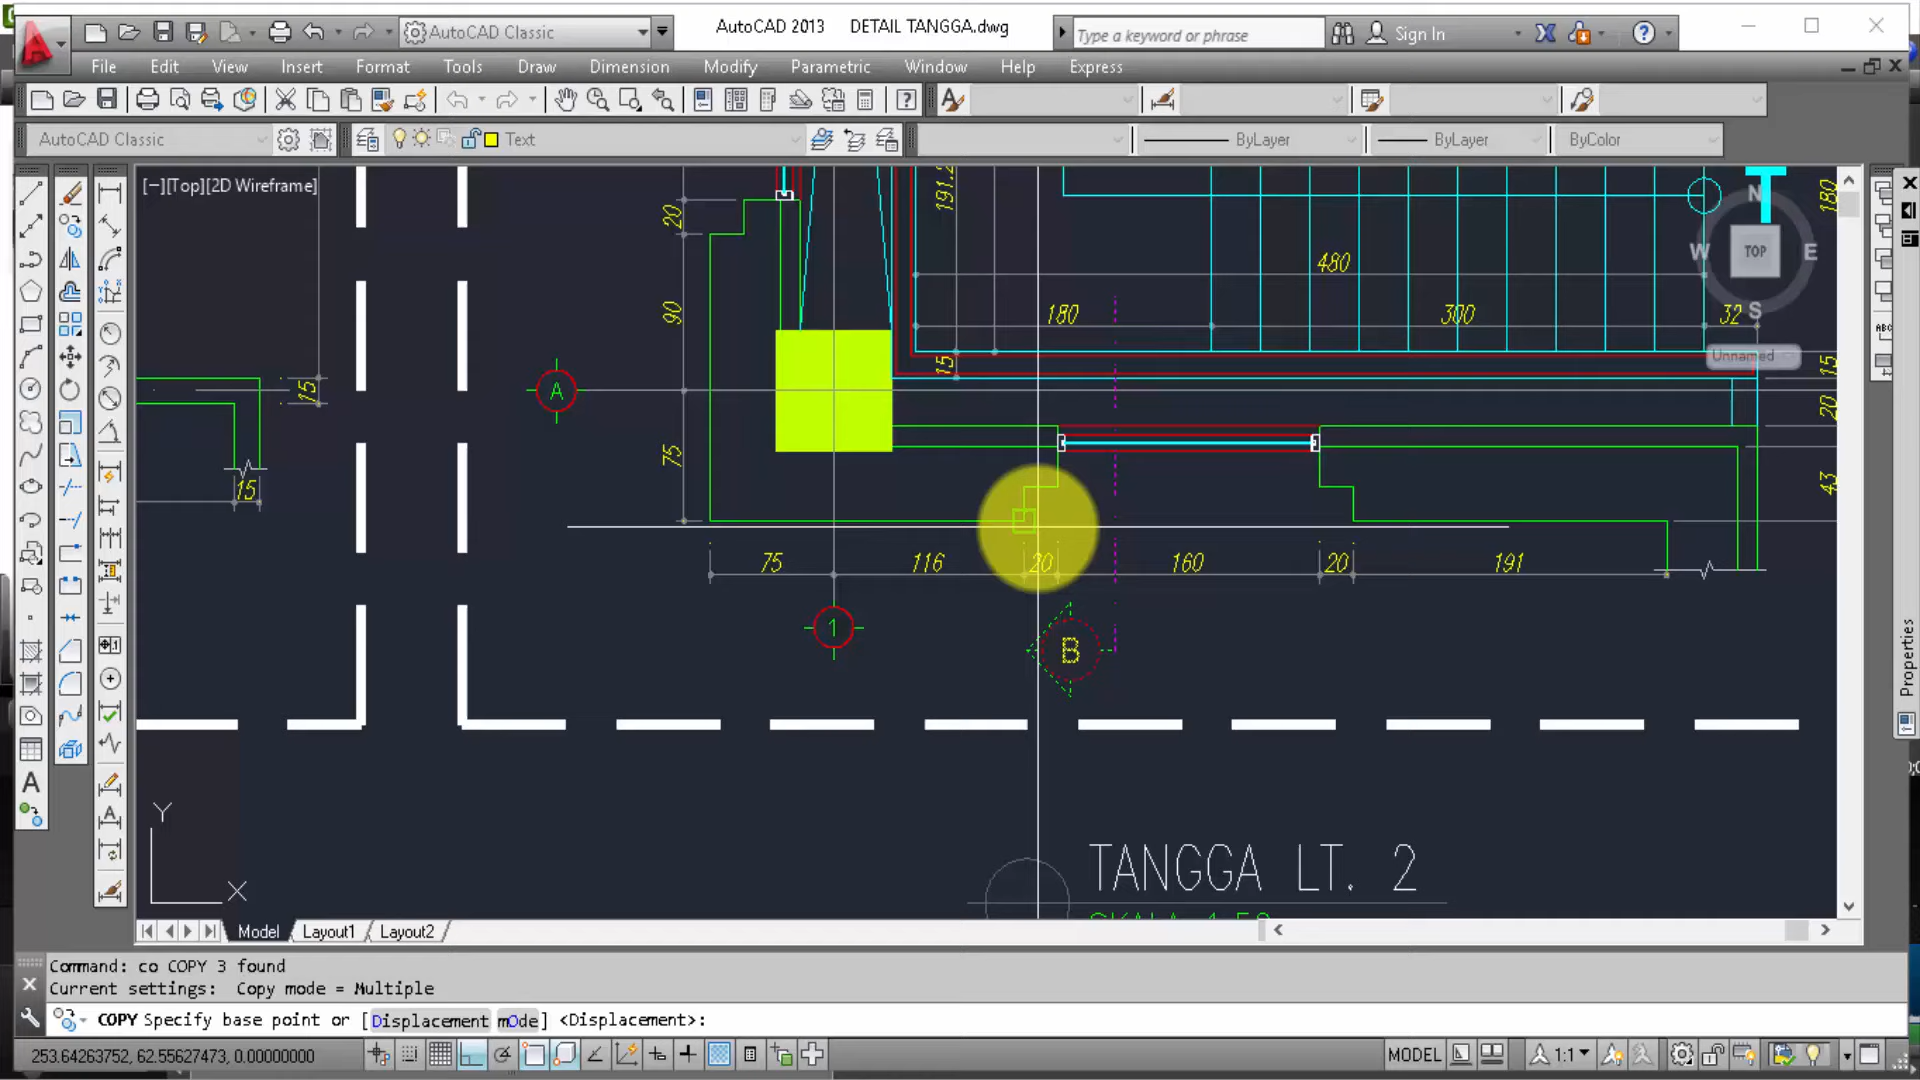 AutoCAD Classic
AutoCAD 2013 DETAIL TANGGA.dwg
Type a keyword or phrase
Sign In
File Edit View Insert Format Tools Draw Dimension Modify Parametric Window Help Express
AutoCAD Classic
Text
ByLayer
ByLayer
ByColor
[−][Top][2D Wireframe]
N
W TOP E
S
Unnamed
20
191.2
180
480
90
180
300
32
15
15
15
A
20
75
43
15
75 116 20 160 20 191
1
B
TANGGA LT. 2
Y
X
Model Layout1 Layout2
Properties
ABC
A
Command: co COPY 3 found
Current settings: Copy mode = Multiple
COPY Specify base point or [Displacement mOde] <Displacement>:
253.64263752, 62.55627473, 0.00000000
MODEL
1:1